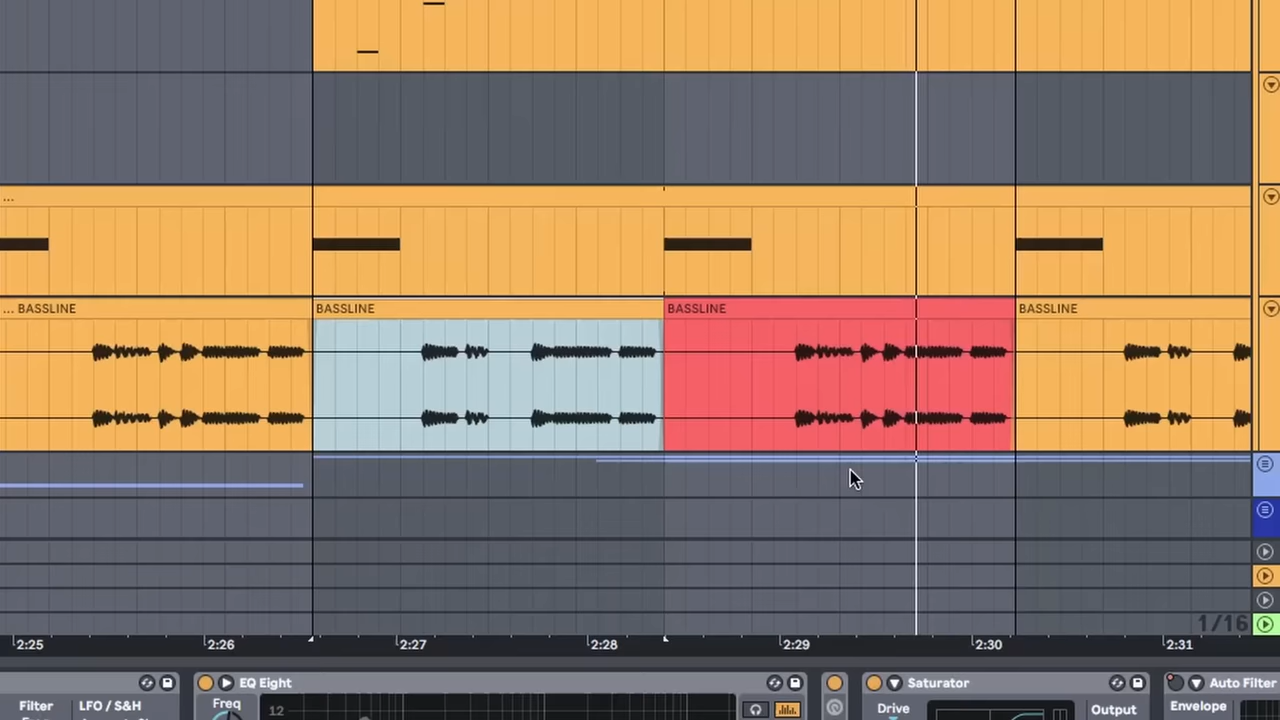 ...
... BASSLINE
BASSLINE
BASSLINE
BASSLINE
1/16
2:25
2:26
2:27
2:28
2:29
2:30
2:31
EQ Eight
Saturator
Auto Filter
Filter
LFO / S&H
Freq
12
Drive
Output
Envelope